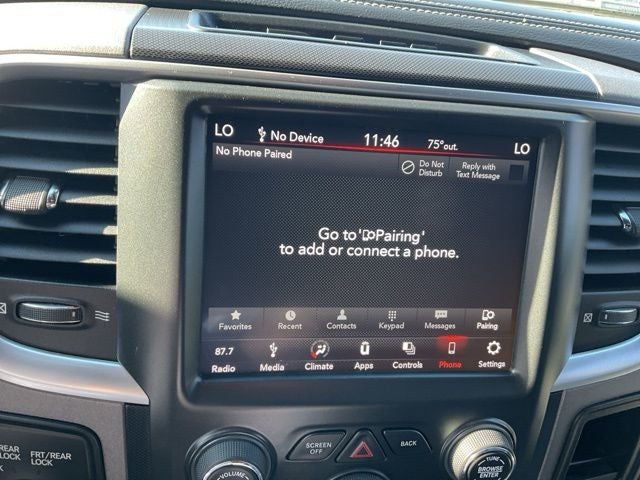 LO
No Device
11:46
75°out.
LO
No Phone Paired
Do Not
Disturb
Reply with
Text Message
Go to 'Pairing'
to add or connect a phone.
Favorites
Recent
Contacts
Keypad
Messages
Pairing
87.7
Radio
Media
Climate
Apps
Controls
Phone
Settings
REAR
LOCK
FRT/REAR
LOCK
SCREEN
OFF
BACK
VOLUME
TUNE
BROWSE
ENTER